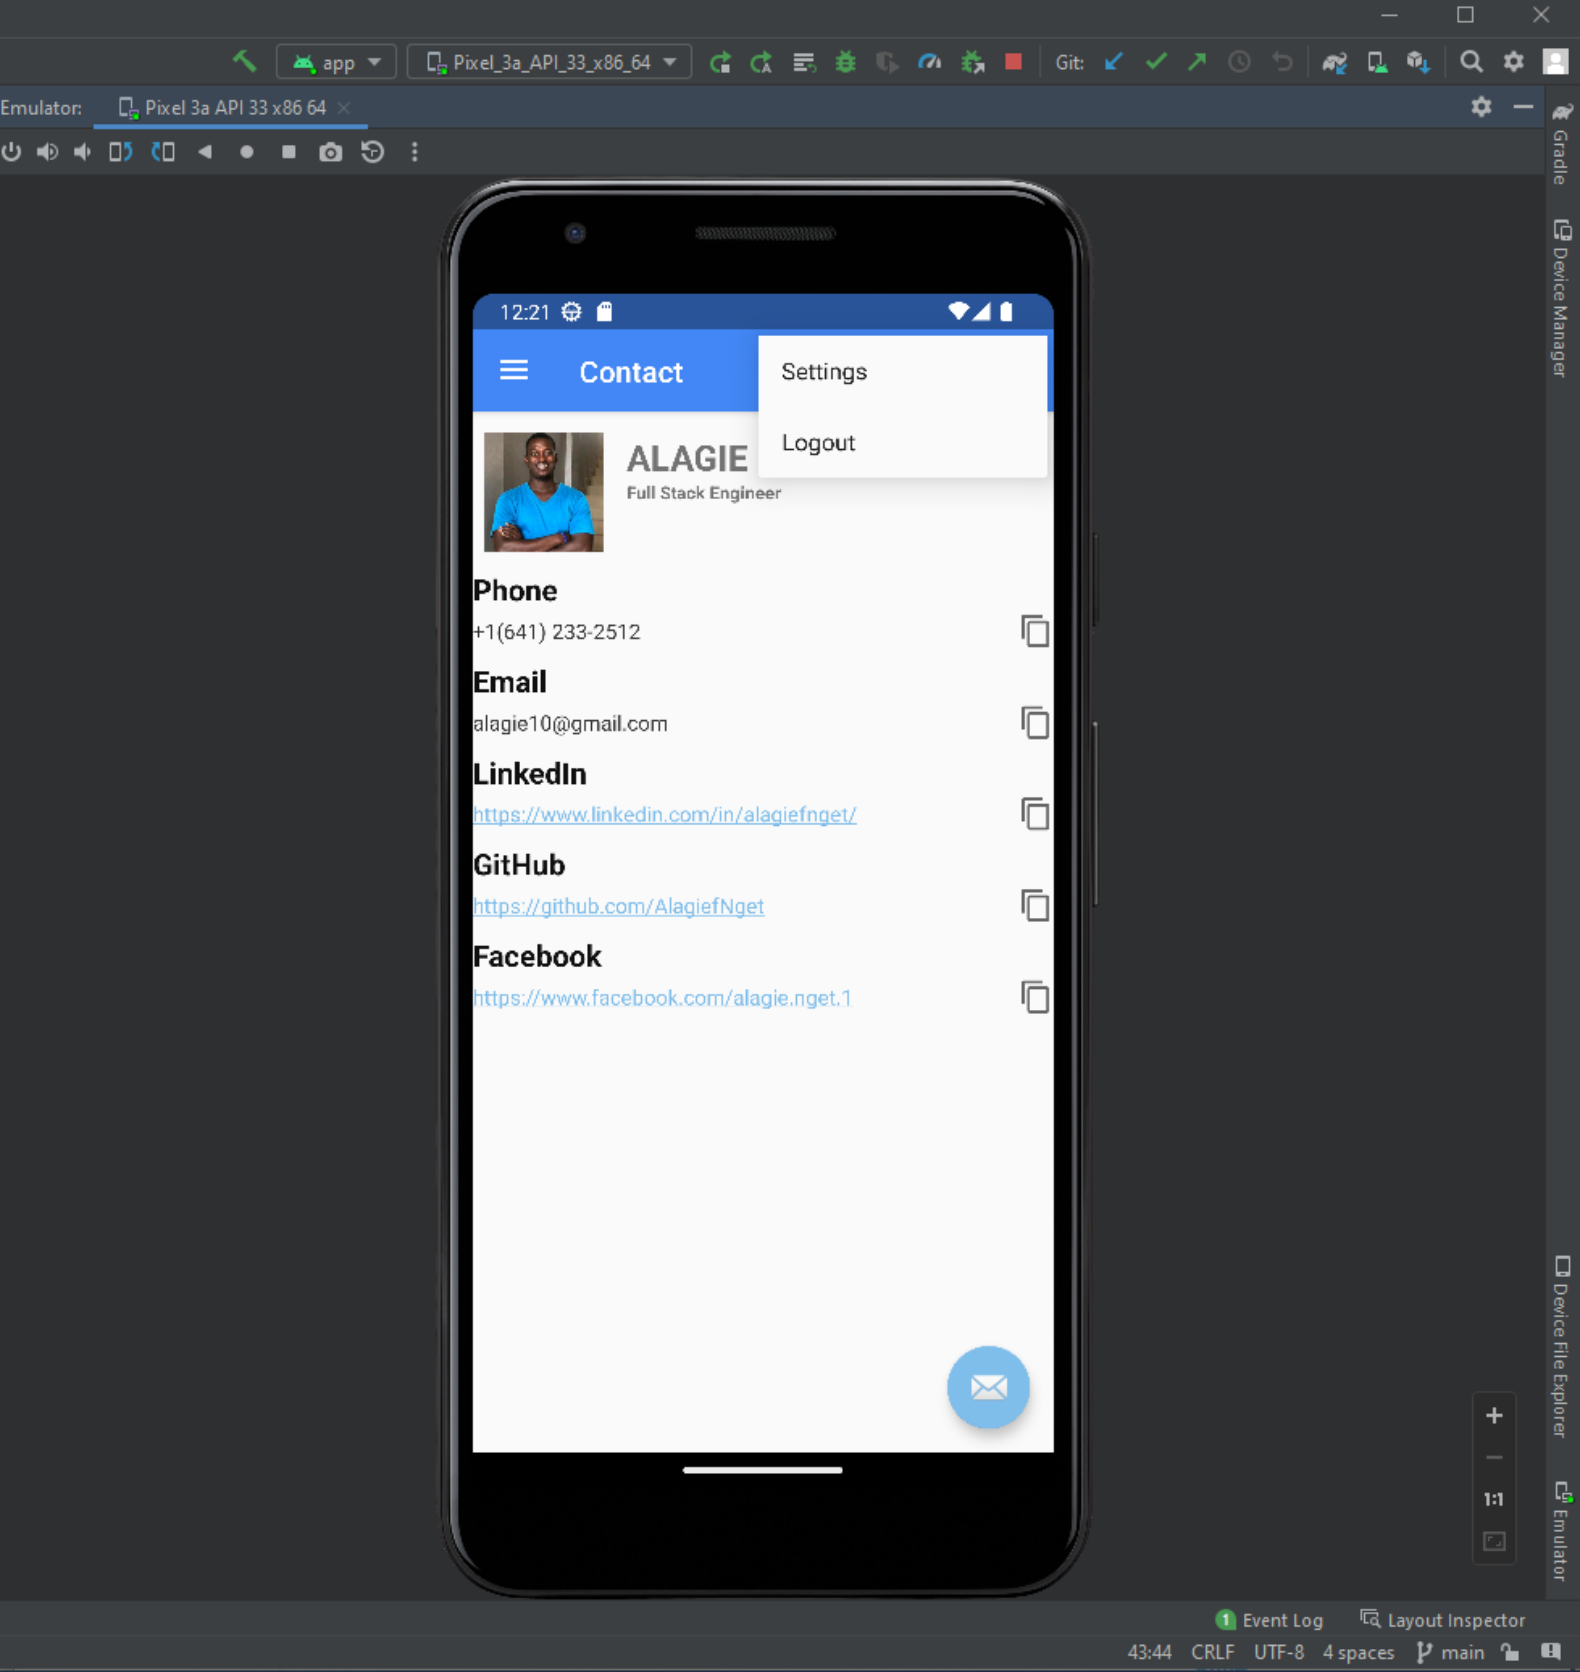 app
Pixel_3a_API_33_x86_64
Git:
Emulator:
Pixel 3a API 33 x86 64
Gradle
Device Manager
12:21
Contact
Settings
Logout
ALAGIE
Full Stack Engineer
Phone
+1(641) 233-2512
Email
alagie10@gmail.com
LinkedIn
https://www.linkedin.com/in/alagiefnget/
GitHub
https://github.com/AlagiefNget
Facebook
https://www.facebook.com/alagie.nget.1
Device File Explorer
1:1
Emulator
1 Event Log Layout Inspector
43:44 CRLF UTF-8 4 spaces main